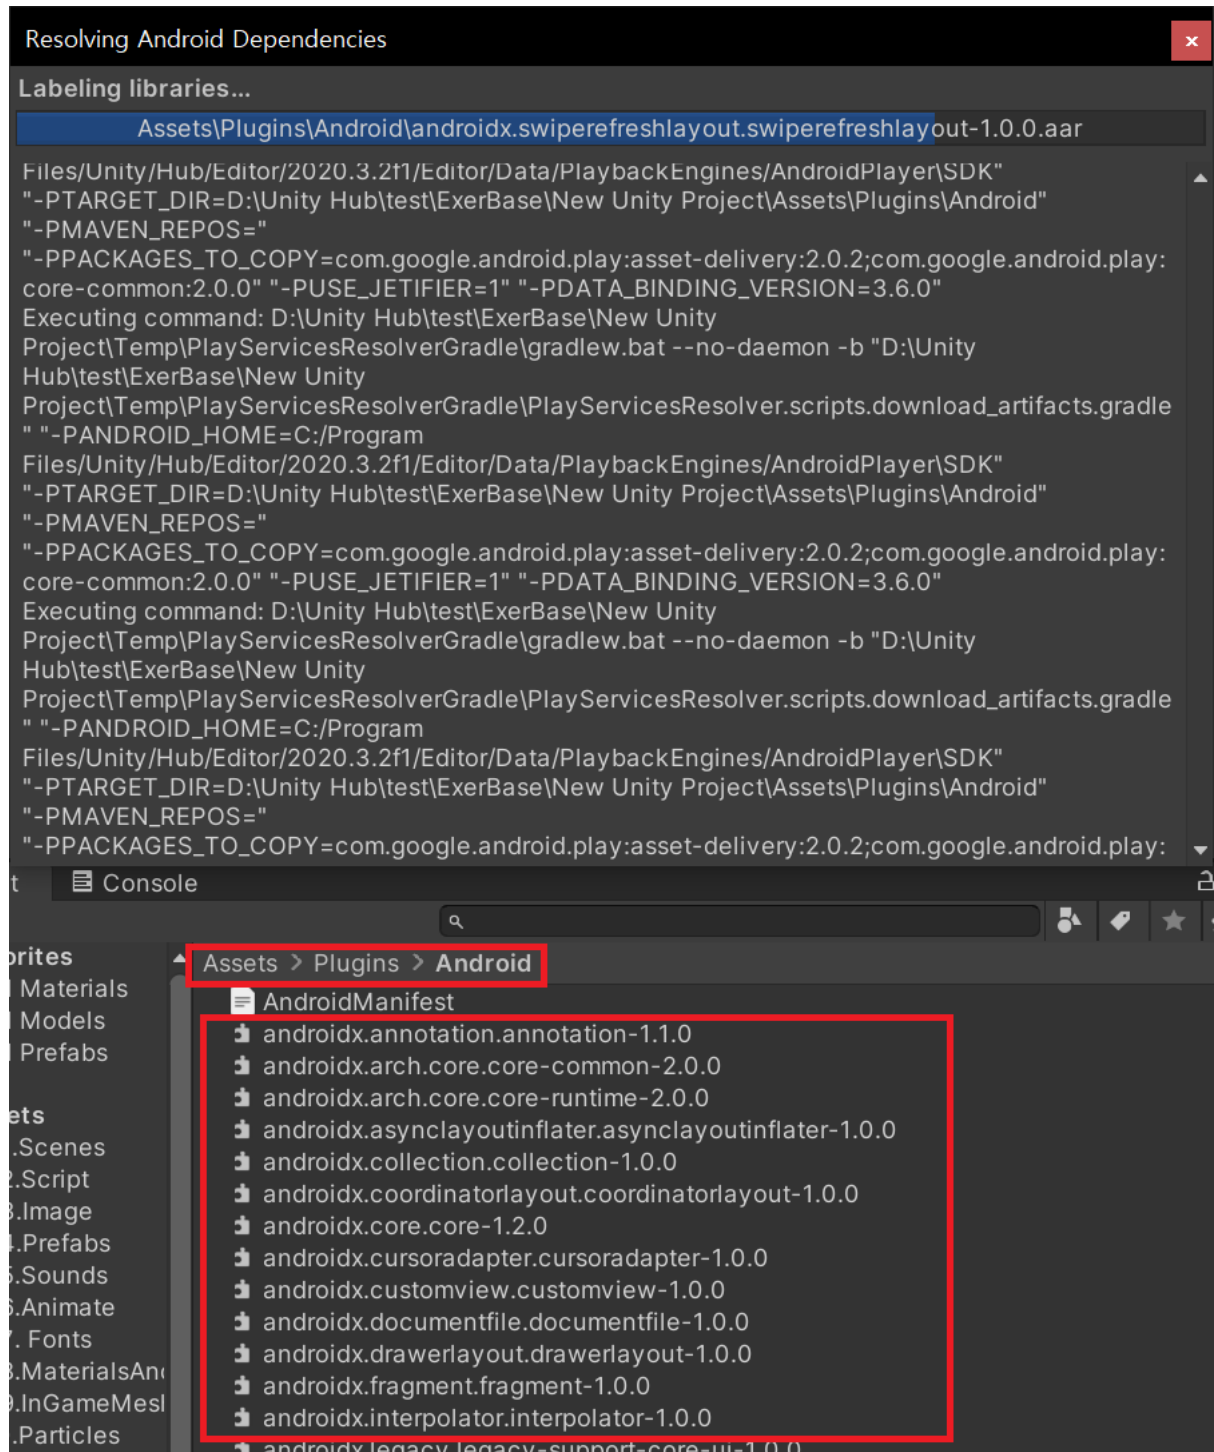 Resolving Android Dependencies
x
Labeling libraries...
Assets\Plugins\Android\androidx.swiperefreshlayout.swiperefreshlayout-1.0.0.aar
Files/Unity/Hub/Editor/2020.3.2f1/Editor/Data/PlaybackEngines/AndroidPlayer\SDK"
"-PTARGET_DIR=D:\Unity Hub\test\ExerBase\New Unity Project\Assets\Plugins\Android"
"-PMAVEN_REPOS="
"-PPACKAGES_TO_COPY=com.google.android.play:asset-delivery:2.0.2;com.google.android.play:
core-common:2.0.0" "-PUSE_JETIFIER=1" "-PDATA_BINDING_VERSION=3.6.0"
Executing command: D:\Unity Hub\test\ExerBase\New Unity
Project\Temp\PlayServicesResolverGradle\gradlew.bat --no-daemon -b "D:\Unity
Hub\test\ExerBase\New Unity
Project\Temp\PlayServicesResolverGradle\PlayServicesResolver.scripts.download_artifacts.gradle
" "-PANDROID_HOME=C:/Program
Files/Unity/Hub/Editor/2020.3.2f1/Editor/Data/PlaybackEngines/AndroidPlayer\SDK"
"-PTARGET_DIR=D:\Unity Hub\test\ExerBase\New Unity Project\Assets\Plugins\Android"
"-PMAVEN_REPOS="
"-PPACKAGES_TO_COPY=com.google.android.play:asset-delivery:2.0.2;com.google.android.play:
core-common:2.0.0" "-PUSE_JETIFIER=1" "-PDATA_BINDING_VERSION=3.6.0"
Executing command: D:\Unity Hub\test\ExerBase\New Unity
Project\Temp\PlayServicesResolverGradle\gradlew.bat --no-daemon -b "D:\Unity
Hub\test\ExerBase\New Unity
Project\Temp\PlayServicesResolverGradle\PlayServicesResolver.scripts.download_artifacts.gradle
" "-PANDROID_HOME=C:/Program
Files/Unity/Hub/Editor/2020.3.2f1/Editor/Data/PlaybackEngines/AndroidPlayer\SDK"
"-PTARGET_DIR=D:\Unity Hub\test\ExerBase\New Unity Project\Assets\Plugins\Android"
"-PMAVEN_REPOS="
"-PPACKAGES_TO_COPY=com.google.android.play:asset-delivery:2.0.2;com.google.android.play:
t
Console
orites
Materials
Models
Prefabs
ets
.Scenes
.Script
.Image
.Prefabs
.Sounds
.Animate
. Fonts
.MaterialsAn
.InGameMesl
.Particles
Assets > Plugins > Android
AndroidManifest
androidx.annotation.annotation-1.1.0
androidx.arch.core.core-common-2.0.0
androidx.arch.core.core-runtime-2.0.0
androidx.asynclayoutinflater.asynclayoutinflater-1.0.0
androidx.collection.collection-1.0.0
androidx.coordinatorlayout.coordinatorlayout-1.0.0
androidx.core.core-1.2.0
androidx.cursoradapter.cursoradapter-1.0.0
androidx.customview.customview-1.0.0
androidx.documentfile.documentfile-1.0.0
androidx.drawerlayout.drawerlayout-1.0.0
androidx.fragment.fragment-1.0.0
androidx.interpolator.interpolator-1.0.0
androidx.legacy.legacy-support-core-ui-1.0.0